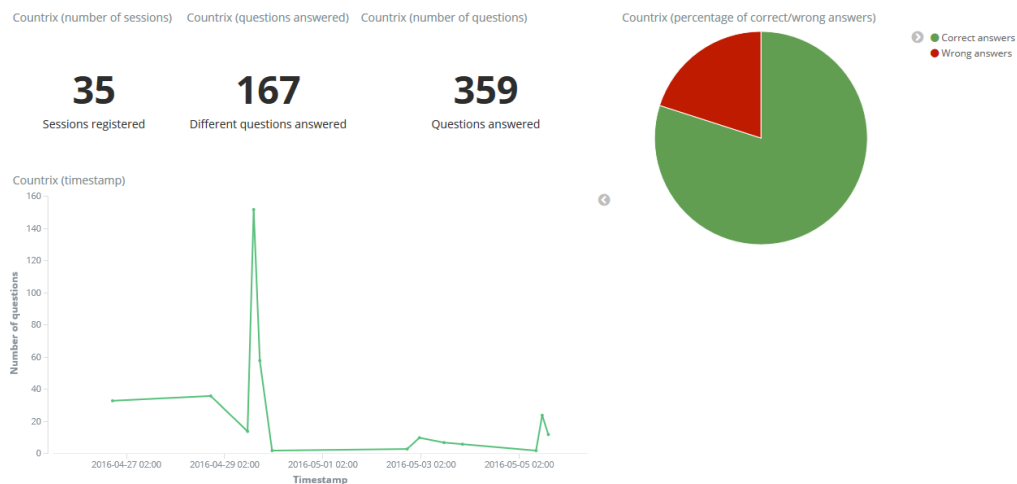 Countrix (number of sessions)
Countrix (questions answered)
Countrix (number of questions)
35
Sessions registered
167
Different questions answered
359
Questions answered
Countrix (percentage of correct/wrong answers)
Correct answers
Wrong answers
Countrix (timestamp)
160
140
120
100
80
60
40
20
0
Number of questions
2016-04-27 02:00
2016-04-29 02:00
2016-05-01 02:00
2016-05-03 02:00
2016-05-05 02:00
Timestamp